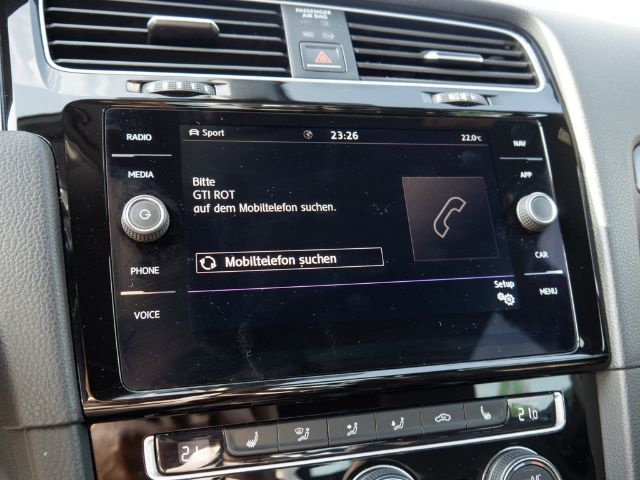 PASSENGER
AIR BAG
RADIO
MEDIA
PHONE
VOICE
Sport
23:26
22.0°C
Bitte
GTI ROT
auf dem Mobiltelefon suchen.
Mobiltelefon suchen
Setup
NAV
APP
CAR
MENU
21.0